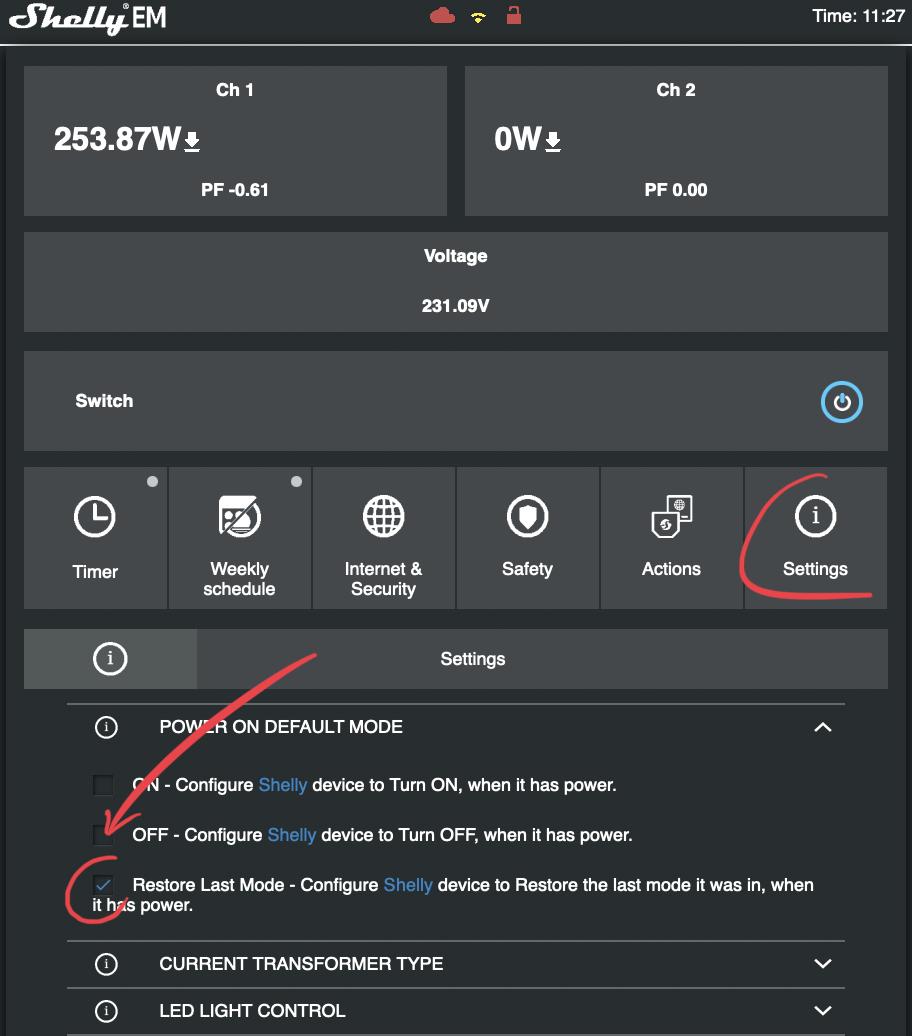 Shelly® EM
Time: 11:27
Ch 1
253.87W
PF -0.61
Ch 2
0W
PF 0.00
Voltage
231.09V
Switch
Timer
Weekly
schedule
Internet &
Security
Safety
Actions
Settings
Settings
POWER ON DEFAULT MODE
ON - Configure Shelly device to Turn ON, when it has power.
OFF - Configure Shelly device to Turn OFF, when it has power.
Restore Last Mode - Configure Shelly device to Restore the last mode it was in, when
it has power.
CURRENT TRANSFORMER TYPE
LED LIGHT CONTROL